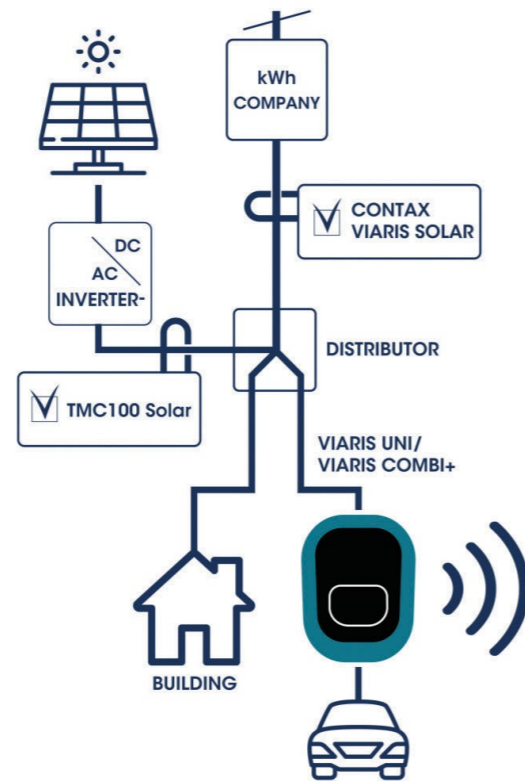 kWh
COMPANY
CONTAX
VIARIS SOLAR
DC
AC
INVERTER-
DISTRIBUTOR
TMC100 Solar
VIARIS UNI/
VIARIS COMBI+
BUILDING